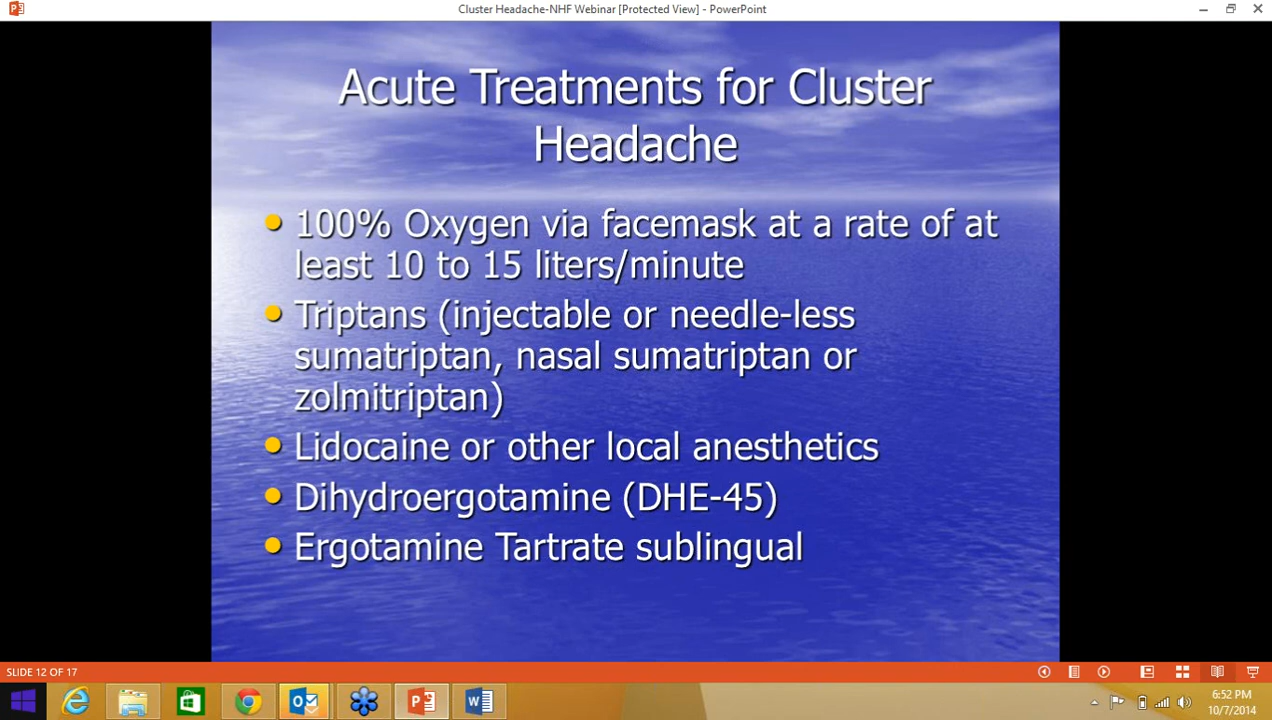 Cluster Headache-NHF Webinar [Protected View] - PowerPoint
Acute Treatments for Cluster
Headache
100% Oxygen via facemask at a rate of at
least 10 to 15 liters/minute
Triptans (injectable or needle-less
sumatriptan, nasal sumatriptan or
zolmitriptan)
Lidocaine or other local anesthetics
Dihydroergotamine (DHE-45)
Ergotamine Tartrate sublingual
SLIDE 12 OF 17
6:52 PM
10/7/2014